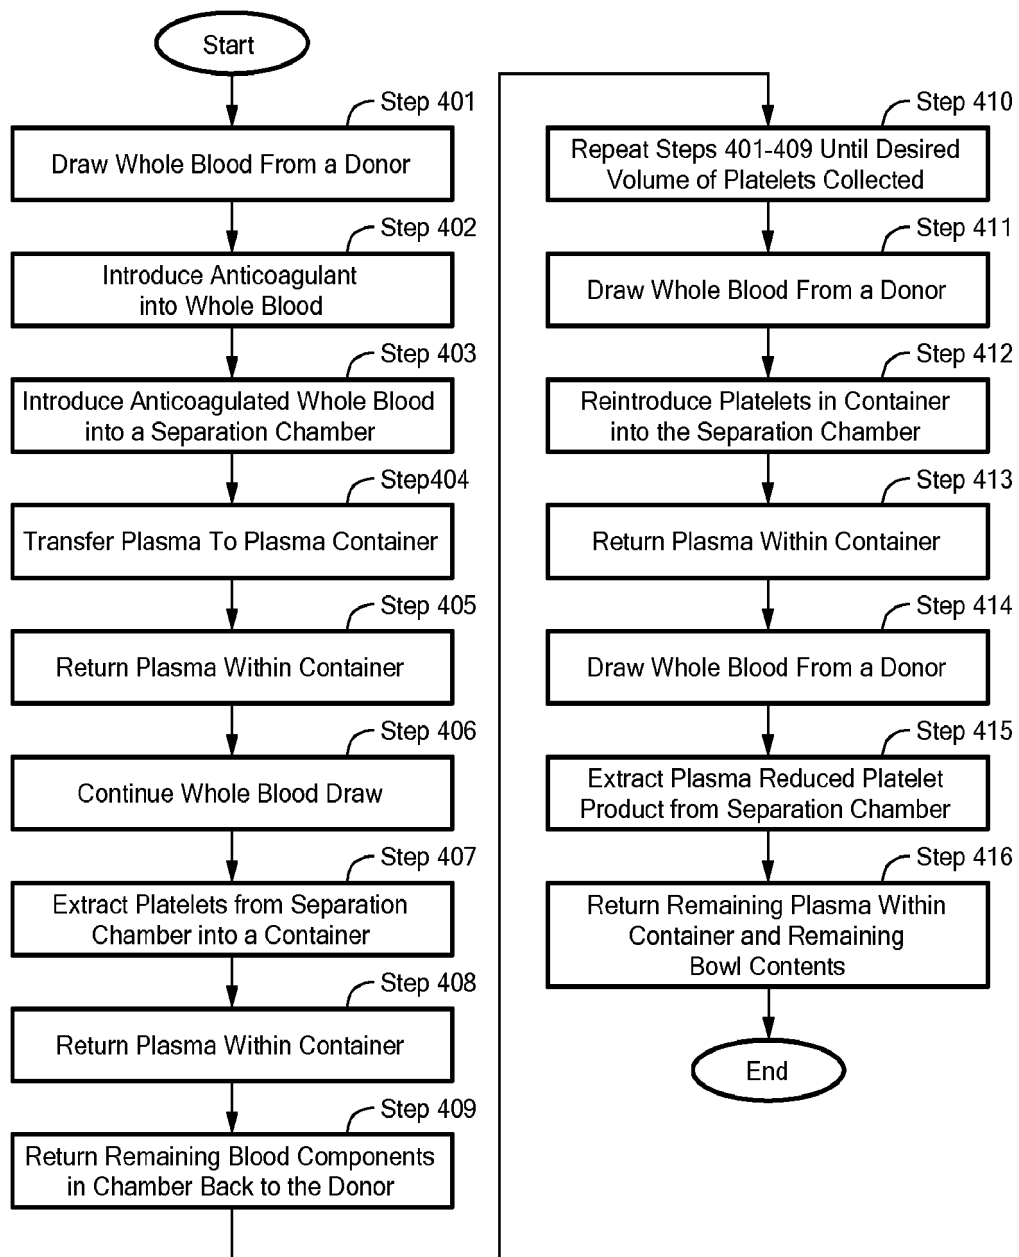 Start
Step 401
Draw Whole Blood From a Donor
Step 402
Introduce Anticoagulant
into Whole Blood
Step 403
Introduce Anticoagulated Whole Blood
into a Separation Chamber
Step404
Transfer Plasma To Plasma Container
Step 405
Return Plasma Within Container
Step 406
Continue Whole Blood Draw
Step 407
Extract Platelets from Separation
Chamber into a Container
Step 408
Return Plasma Within Container
Step 409
Return Remaining Blood Components
in Chamber Back to the Donor
Step 410
Repeat Steps 401-409 Until Desired
Volume of Platelets Collected
Step 411
Draw Whole Blood From a Donor
Step 412
Reintroduce Platelets in Container
into the Separation Chamber
Step 413
Return Plasma Within Container
Step 414
Draw Whole Blood From a Donor
Step 415
Extract Plasma Reduced Platelet
Product from Separation Chamber
Step 416
Return Remaining Plasma Within
Container and Remaining
Bowl Contents
End